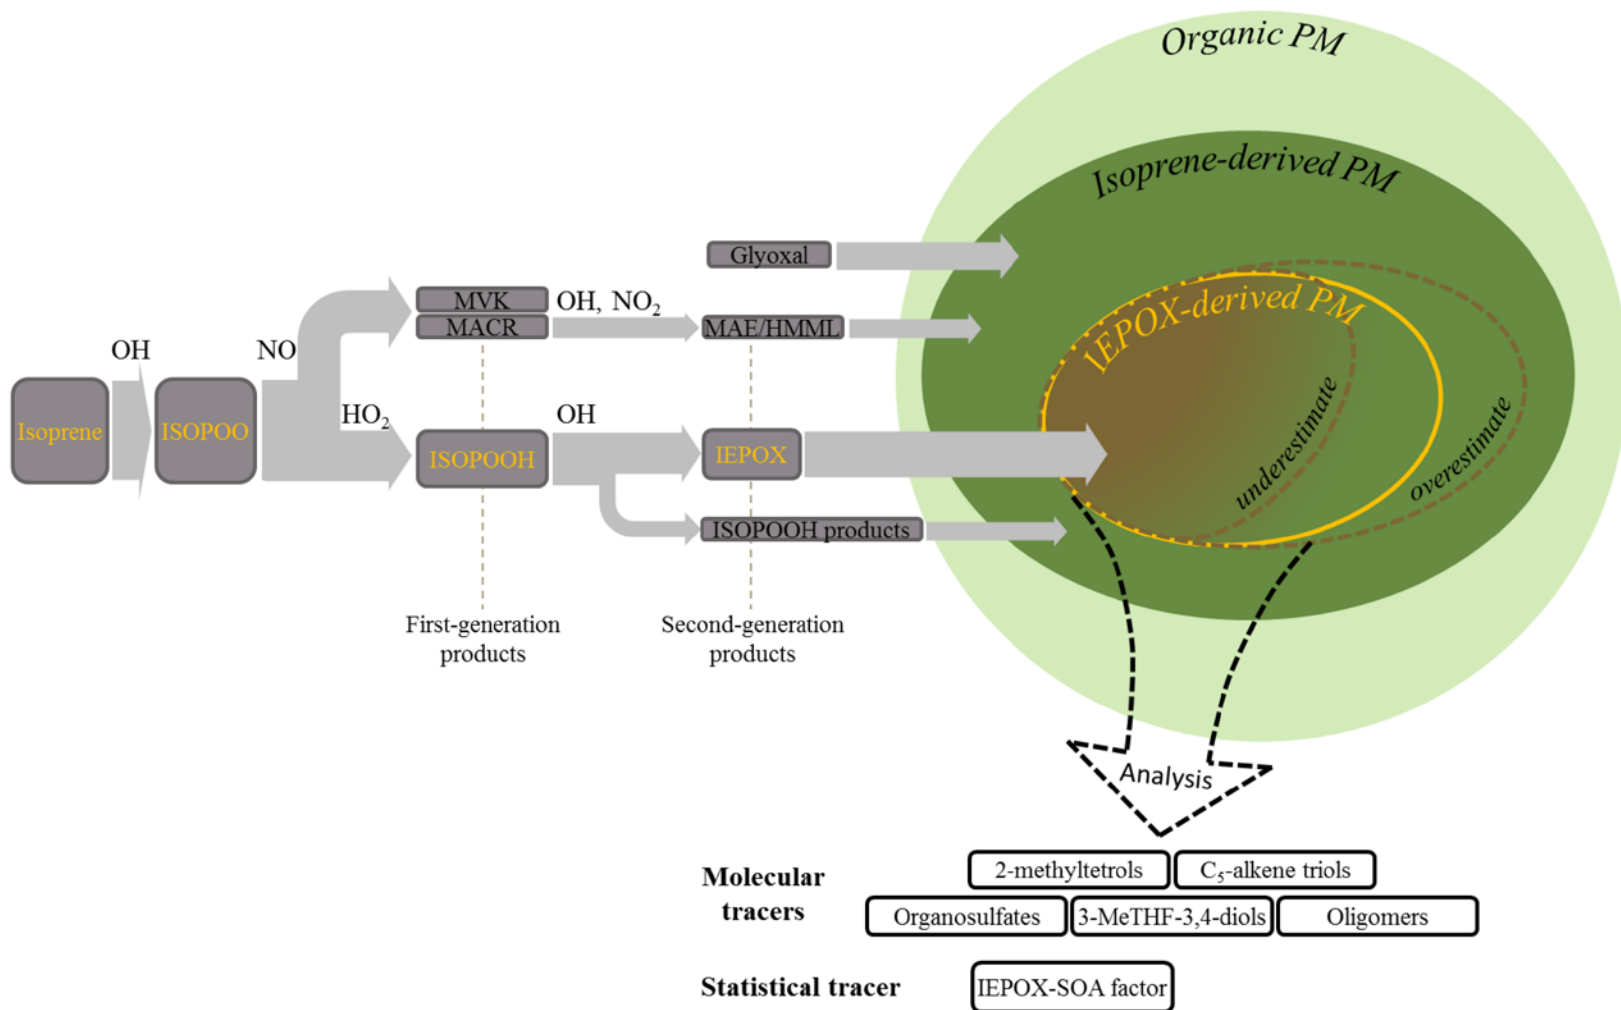 Organic PM
Isoprene-derived PM
Glyoxal
IEPOX-derived PM
MVK
OH, NO₂
MACR
MAE/HMML
OH
NO
underestimate
overestimate
HO₂
OH
Isoprene
ISOPOO
ISOPOOH
IEPOX
ISOPOOH products
First-generation
products
Second-generation
products
Analysis
Molecular
tracers
2-methyltetrols
C₅-alkene triols
Organosulfates
3-MeTHF-3,4-diols
Oligomers
Statistical tracer
IEPOX-SOA factor